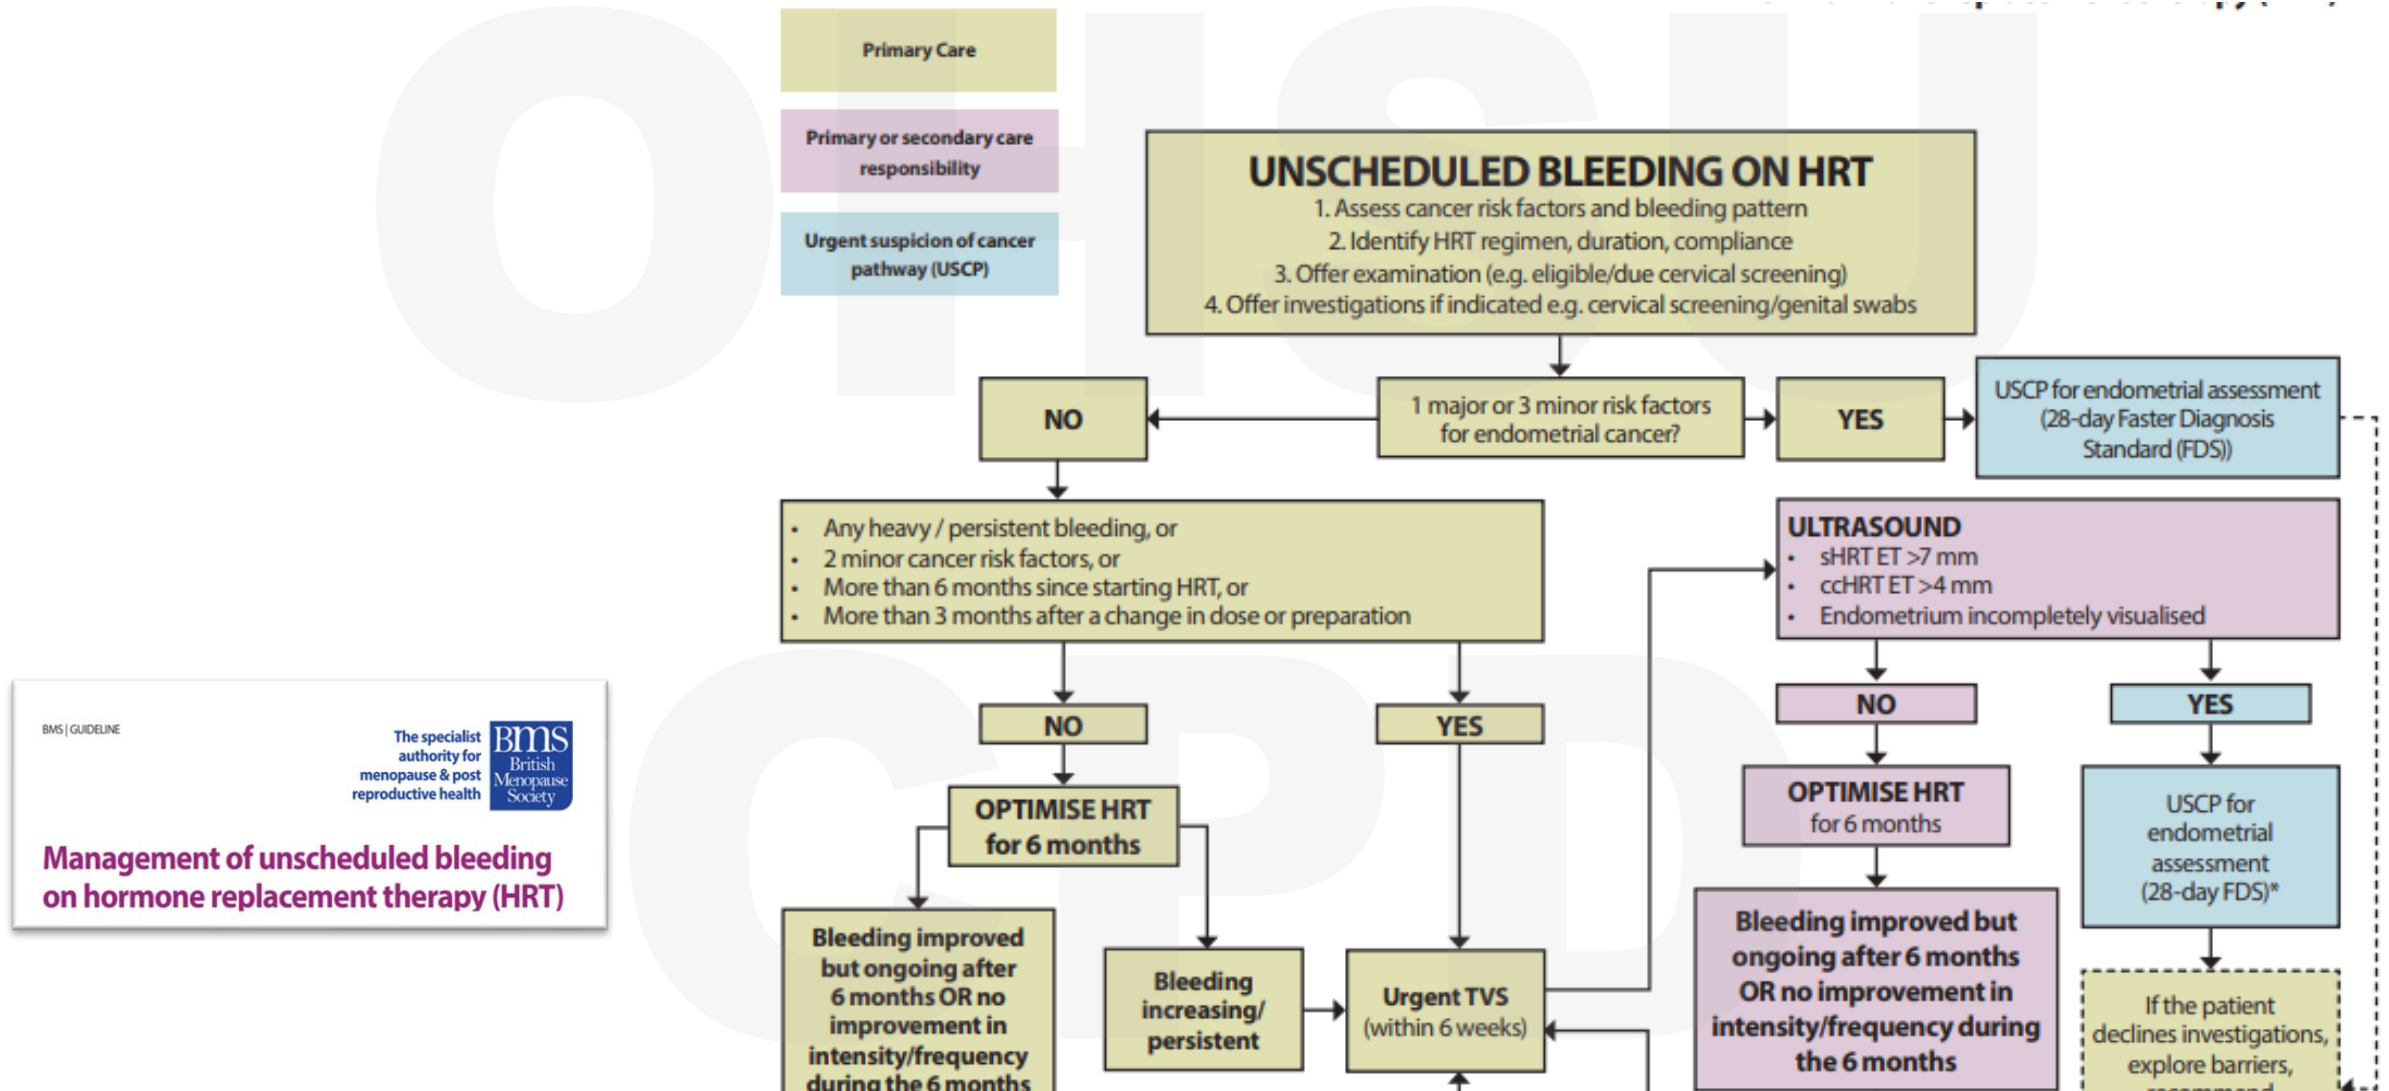 Primary Care
Primary or secondary care
responsibility
Urgent suspicion of cancer
pathway (USCP)
UNSCHEDULED BLEEDING ON HRT
1. Assess cancer risk factors and bleeding pattern
2. Identify HRT regimen, duration, compliance
3. Offer examination (e.g. eligible/due cervical screening)
4. Offer investigations if indicated e.g. cervical screening/genital swabs
NO
1 major or 3 minor risk factors
for endometrial cancer?
YES
USCP for endometrial assessment
(28-day Faster Diagnosis
Standard (FDS))
• Any heavy / persistent bleeding, or
• 2 minor cancer risk factors, or
• More than 6 months since starting HRT, or
• More than 3 months after a change in dose or preparation
ULTRASOUND
• sHRT ET >7 mm
• ccHRT ET >4 mm
• Endometrium incompletely visualised
NO
YES
NO
YES
OPTIMISE HRT
for 6 months
OPTIMISE HRT
for 6 months
USCP for
endometrial
assessment
(28-day FDS)*
Bleeding improved
but ongoing after
6 months OR no
improvement in
intensity/frequency
during the 6 months
Bleeding
increasing/
persistent
Urgent TVS
(within 6 weeks)
Bleeding improved but
ongoing after 6 months
OR no improvement in
intensity/frequency during
the 6 months
If the patient
declines investigations,
explore barriers,
BMS | GUIDELINE
The specialist
authority for
menopause & post
reproductive health
BMS
British
Menopause
Society
Management of unscheduled bleeding
on hormone replacement therapy (HRT)
OHSU
CPD